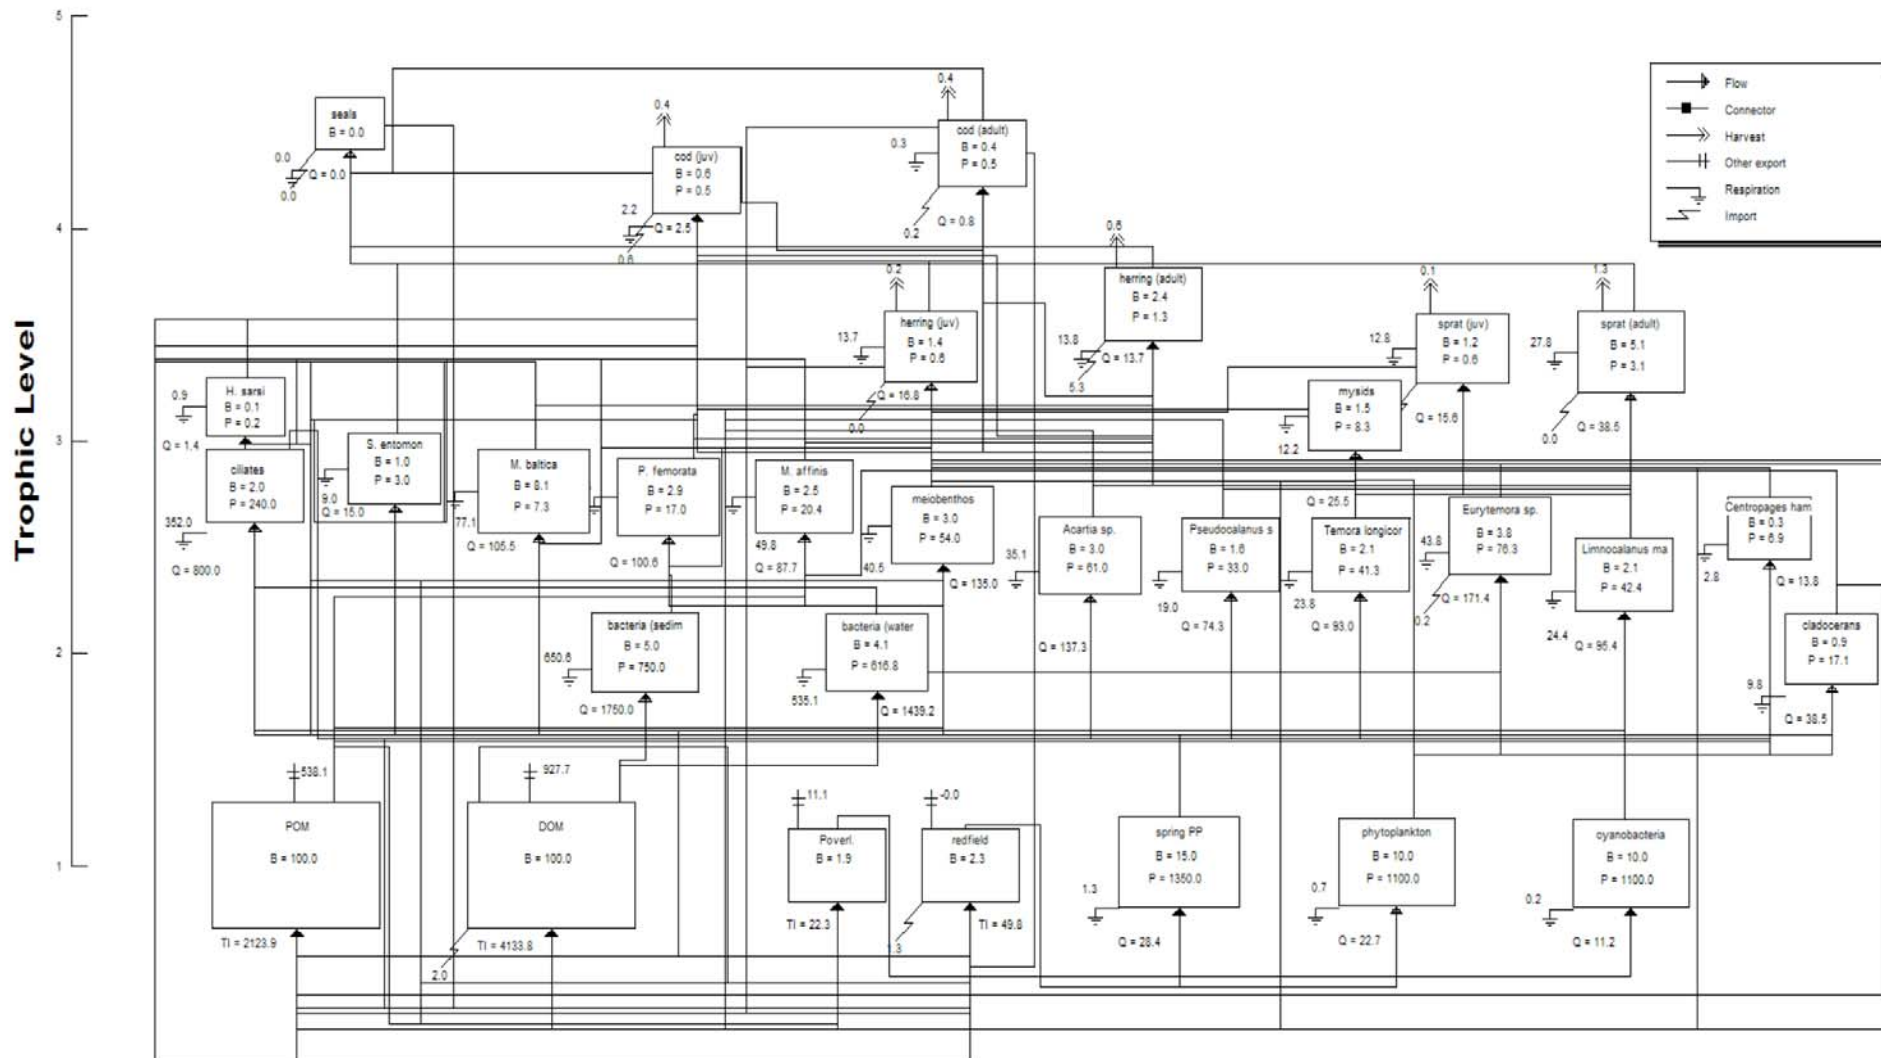 5
4
3
2
1
Trophic Level
Flow
Connector
Harvest
Other export
Respiration
Import
seals
B = 0.0
0.0
Q = 0.0
0.0
0.4
cod (juv)
B = 0.6
P = 0.5
2.2
Q = 2.5
0.6
0.4
cod (adult)
B = 0.4
P = 0.5
0.3
Q = 0.8
0.2
0.6
herring (adult)
B = 2.4
P = 1.3
13.8
Q = 13.7
5.3
0.2
herring (juv)
B = 1.4
P = 0.6
13.7
Q = 16.8
0.0
0.1
sprat (juv)
B = 1.2
P = 0.6
12.8
Q = 15.6
1.3
sprat (adult)
B = 5.1
P = 3.1
27.8
Q = 38.5
0.0
H. sarsi
B = 0.1
P = 0.2
0.9
Q = 1.4
mysids
B = 1.5
P = 8.3
12.2
Q = 25.5
ciliates
B = 2.0
P = 240.0
352.0
Q = 800.0
S. entomon
B = 1.0
P = 3.0
9.0
Q = 15.0
M. baltica
B = 8.1
P = 7.3
77.1
Q = 105.5
P. femorata
B = 2.9
P = 17.0
Q = 100.6
M. affinis
B = 2.5
P = 20.4
49.8
Q = 87.7
meiobenthos
B = 3.0
P = 54.0
40.5
Q = 135.0
Acartia sp.
B = 3.0
P = 61.0
35.1
Q = 137.3
Pseudocalanus s
B = 1.6
P = 33.0
19.0
Q = 74.3
Temora longicor
B = 2.1
P = 41.3
23.8
Q = 93.0
Eurytemora sp.
B = 3.8
P = 76.3
43.8
Q = 171.4
0.2
Limnocalanus ma
B = 2.1
P = 42.4
24.4
Q = 95.4
Centropages ham
B = 0.3
P = 6.9
2.8
Q = 13.8
cladocerans
B = 0.9
P = 17.1
9.8
Q = 38.5
bacteria (sedim
B = 5.0
P = 750.0
650.6
Q = 1750.0
bacteria (water
B = 4.1
P = 616.8
535.1
Q = 1439.2
538.1
POM
B = 100.0
TI = 2123.9
927.7
DOM
B = 100.0
TI = 4133.8
2.0
11.1
Poverl.
B = 1.9
TI = 22.3
-0.0
redfield
B = 2.3
TI = 49.8
1.3
spring PP
B = 15.0
P = 1350.0
1.3
Q = 28.4
phytoplankton
B = 10.0
P = 1100.0
0.7
Q = 22.7
cyanobacteria
B = 10.0
P = 1100.0
0.2
Q = 11.2